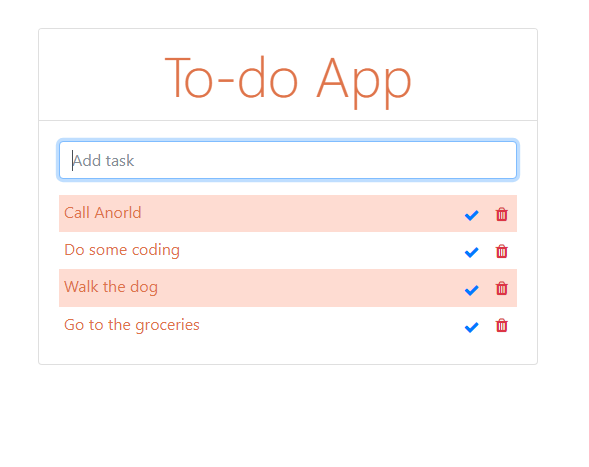 To-do App
Add task
Call Anorld
Do some coding
Walk the dog
Go to the groceries